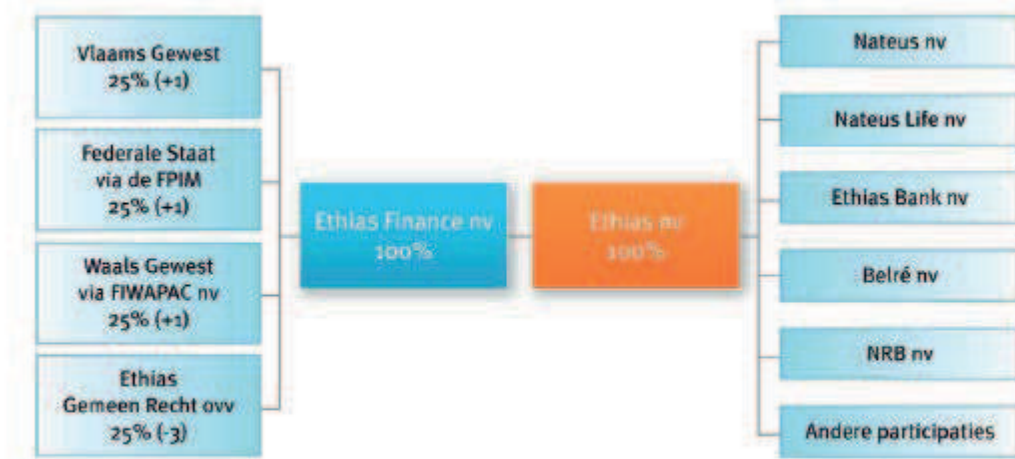 Vlaams Gewest
25% (+1)
Federale Staat
via de FPIM
25% (+1)
Waals Gewest
via FIWAPAC nv
25% (+1)
Ethias
Gemeen Recht ovv
25% (-3)
Ethias Finance nv
100%
Ethias nv
100%
Nateus nv
Nateus Life nv
Ethias Bank nv
Belré nv
NRB nv
Andere participaties